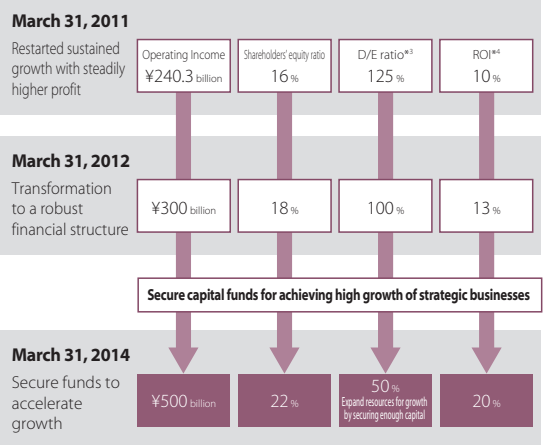 March 31, 2011
Restarted sustained
growth with steadily
higher profit
Operating Income
¥240.3 billion
Shareholders' equity ratio
16 %
D/E ratio*3
125 %
ROI*4
10 %
March 31, 2012
Transformation
to a robust
financial structure
¥300 billion
18 %
100 %
13 %
Secure capital funds for achieving high growth of strategic businesses
March 31, 2014
Secure funds to
accelerate
growth
¥500 billion
22 %
50 %
Expand resources for growth
by securing enough capital
20 %